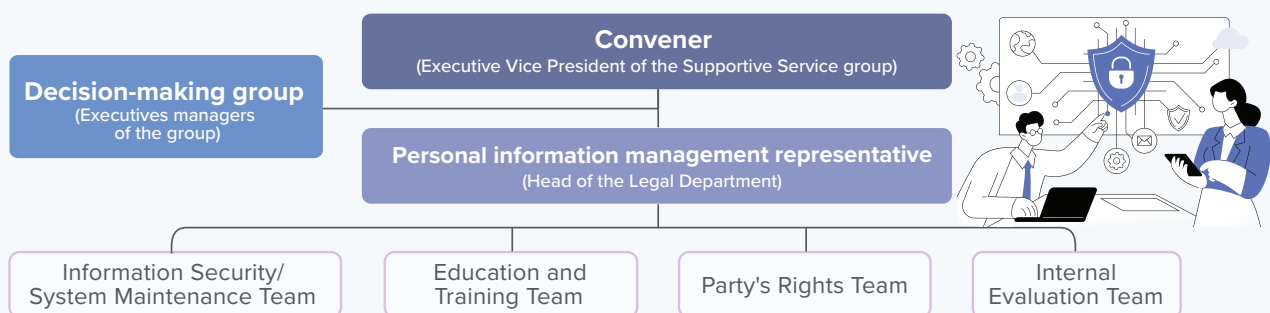 Convener
(Executive Vice President of the Supportive Service group)
Decision-making group
(Executives managers
of the group)
Personal information management representative
(Head of the Legal Department)
Information Security/
System Maintenance Team
Education and
Training Team
Party's Rights Team
Internal
Evaluation Team